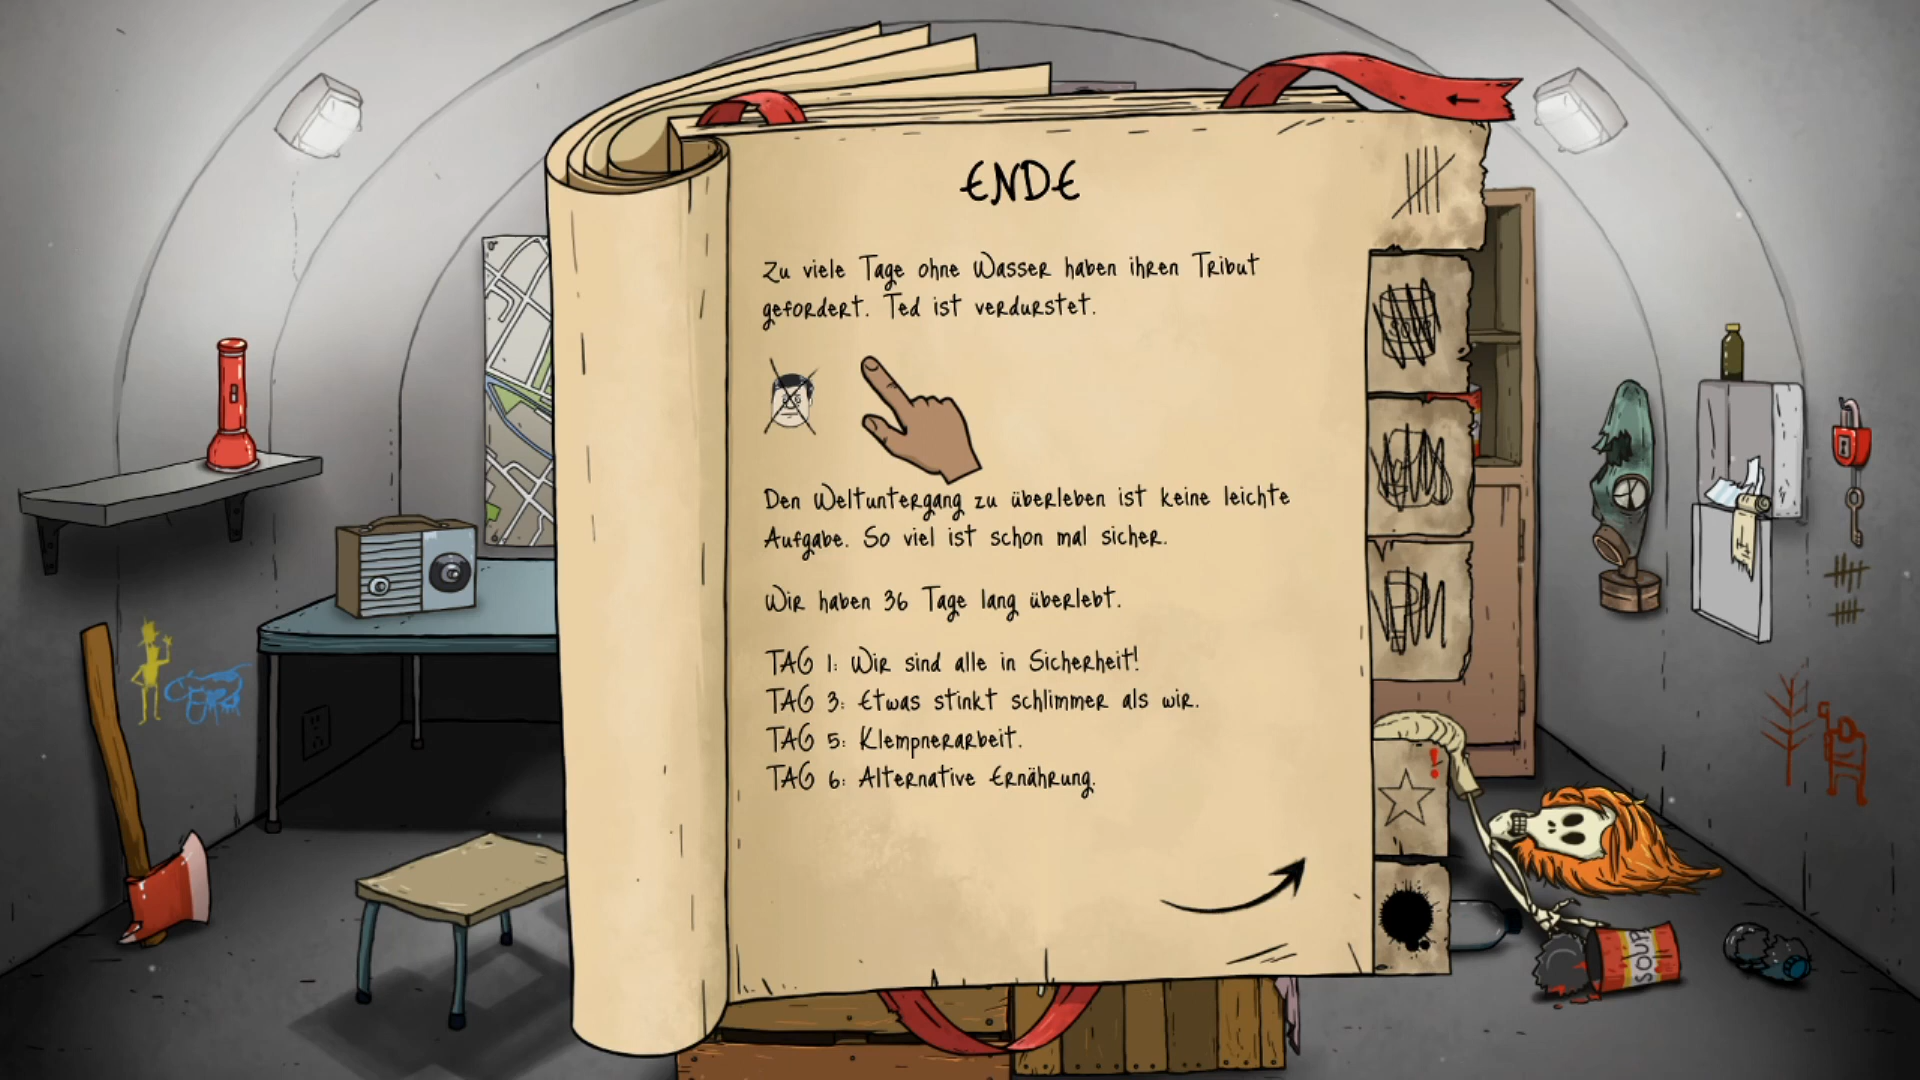 ENDE
Zu viele Tage ohne Wasser haben ihren Tribut
gefordert. Ted ist verdurstet.
Den Weltuntergang zu überleben ist keine leichte
Aufgabe. So viel ist schon mal sicher.
Wir haben 36 Tage lang überlebt.
TAG 1: Wir sind alle in Sicherheit!
TAG 3: Etwas stinkt schlimmer als wir.
TAG 5: Klempnerarbeit.
TAG 6: Alternative Ernährung.
SOUP
!
SOUP